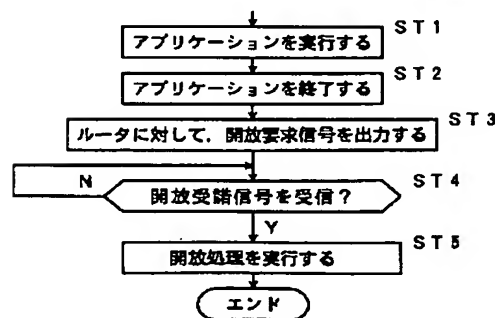 アプリケーションを実行する ST1
アプリケーションを終了する ST2
ルータに対して，開放要求信号を出力する ST3
N 開放受諾信号を受信？ ST4
Y
開放処理を実行する ST5
エンド